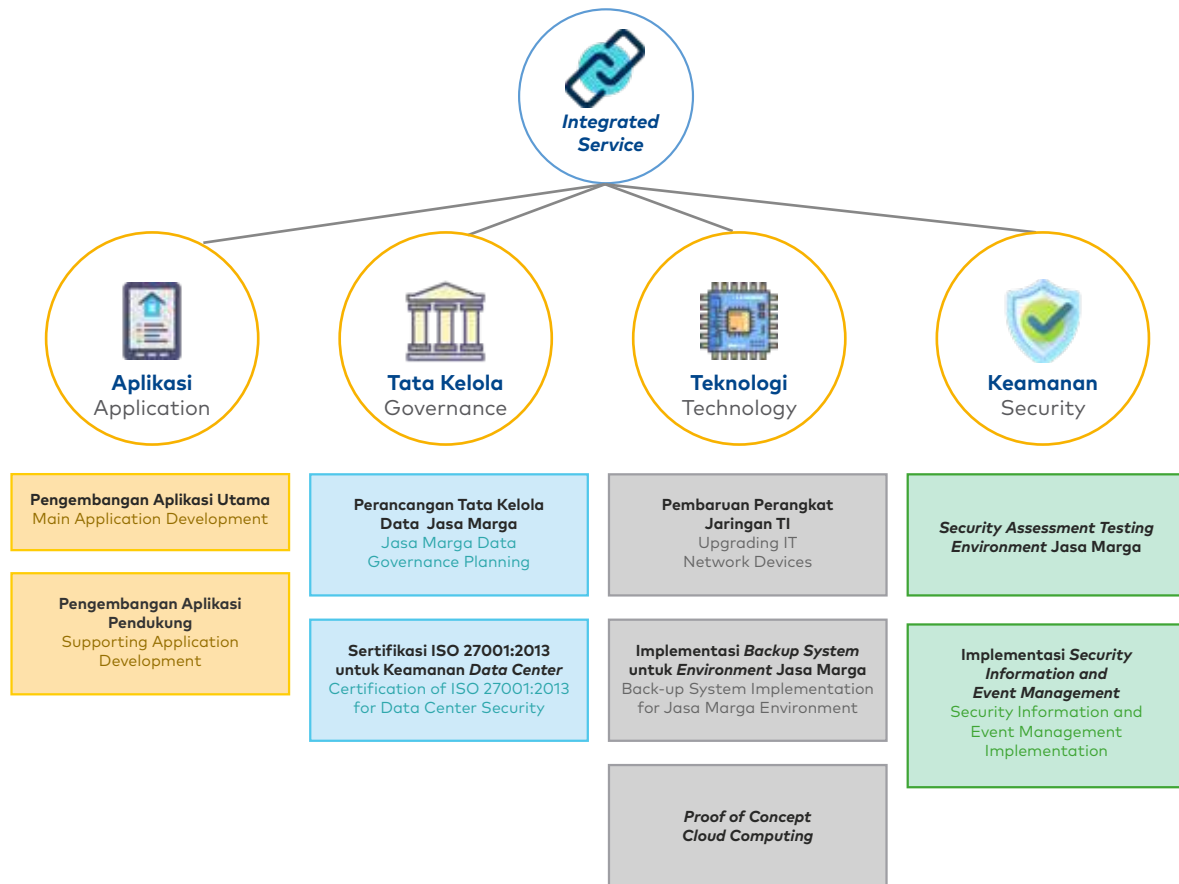 Integrated
Service
Aplikasi
Application
Tata Kelola
Governance
Teknologi
Technology
Keamanan
Security
Pengembangan Aplikasi Utama
Main Application Development
Pengembangan Aplikasi
Pendukung
Supporting Application
Development
Perancangan Tata Kelola
Data Jasa Marga
Jasa Marga Data
Governance Planning
Sertifikasi ISO 27001:2013
untuk Keamanan Data Center
Certification of ISO 27001:2013
for Data Center Security
Pembaruan Perangkat
Jaringan TI
Upgrading IT
Network Devices
Implementasi Backup System
untuk Environment Jasa Marga
Back-up System Implementation
for Jasa Marga Environment
Proof of Concept
Cloud Computing
Security Assessment Testing
Environment Jasa Marga
Implementasi Security
Information and
Event Management
Security Information and
Event Management
Implementation